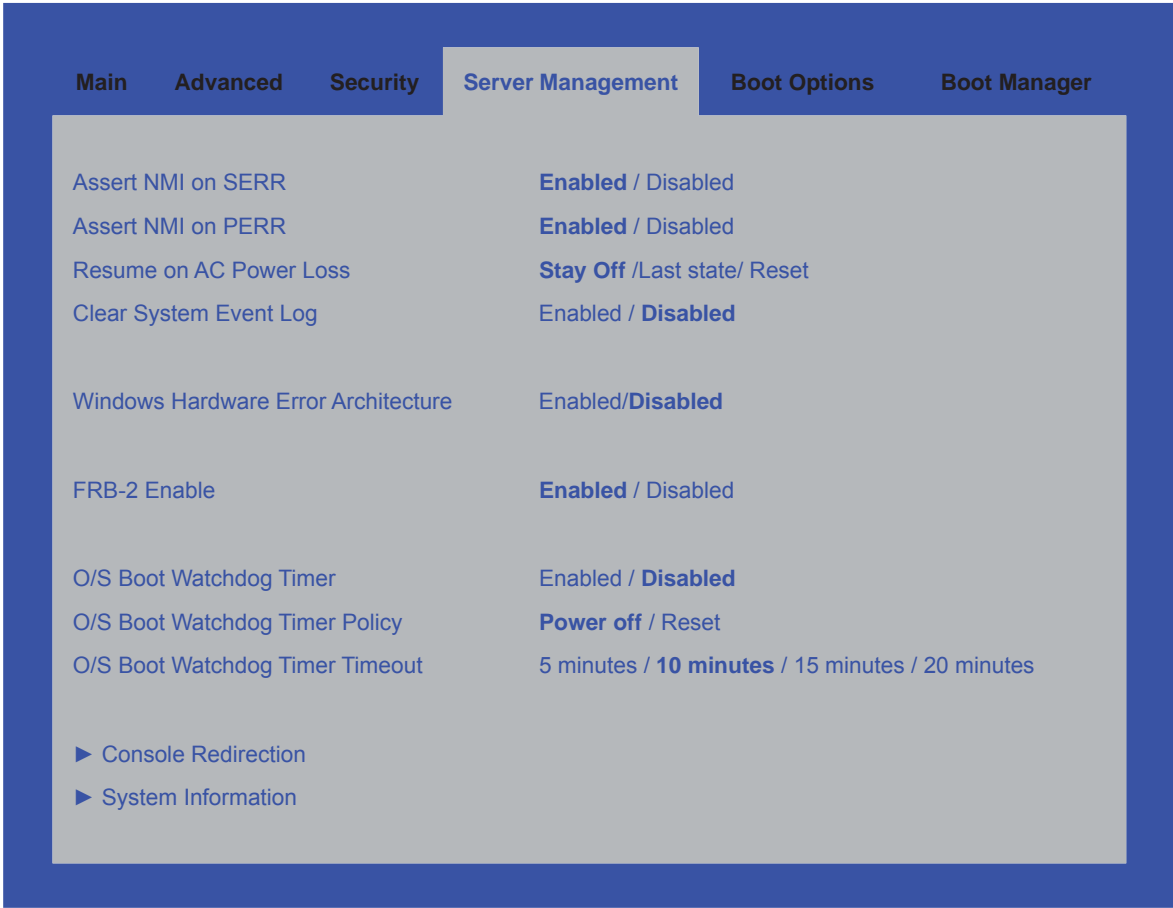 Main Advanced Security Server Management Boot Options Boot Manager
Assert NMI on SERR Enabled / Disabled
Assert NMI on PERR Enabled / Disabled
Resume on AC Power Loss Stay Off /Last state/ Reset
Clear System Event Log Enabled / Disabled
Windows Hardware Error Architecture Enabled/Disabled
FRB-2 Enable Enabled / Disabled
O/S Boot Watchdog Timer Enabled / Disabled
O/S Boot Watchdog Timer Policy Power off / Reset
O/S Boot Watchdog Timer Timeout 5 minutes / 10 minutes / 15 minutes / 20 minutes
► Console Redirection
► System Information